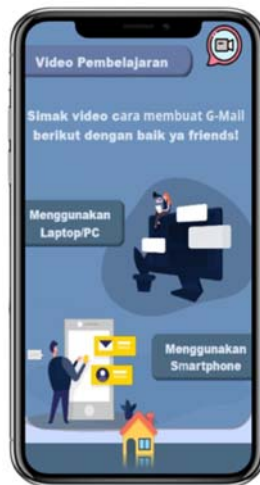 Video Pembelajaran
Simak video cara membuat G-Mail
berikut dengan baik ya friends!
Menggunakan
Laptop/PC
Menggunakan
Smartphone